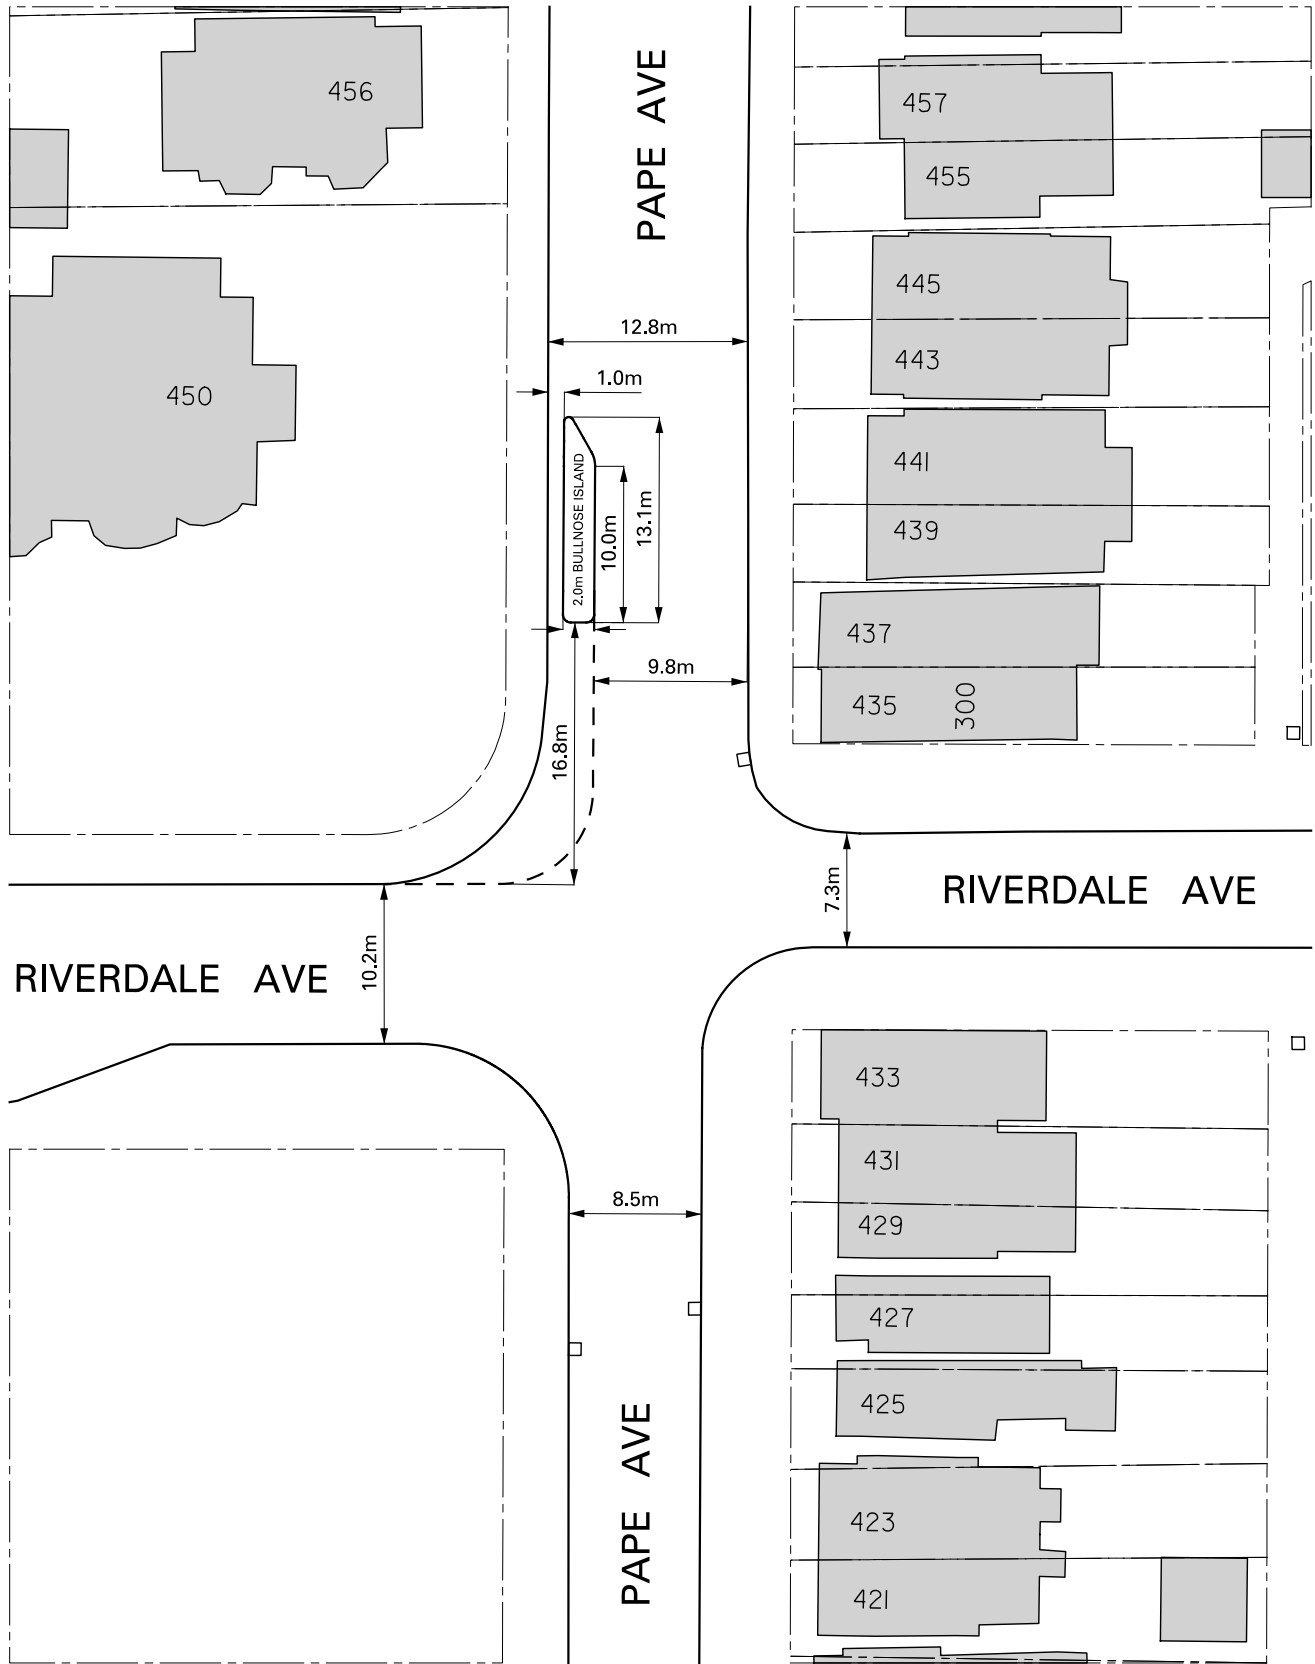 456
PAPE AVE
457
455
445
12.8m
443
1.0m
450
441
2.0m BULLNOSE ISLAND
10.0m
13.1m
439
437
9.8m
435
300
16.8m
7.3m
RIVERDALE AVE
10.2m
RIVERDALE AVE
433
431
8.5m
429
427
425
PAPE AVE
423
421